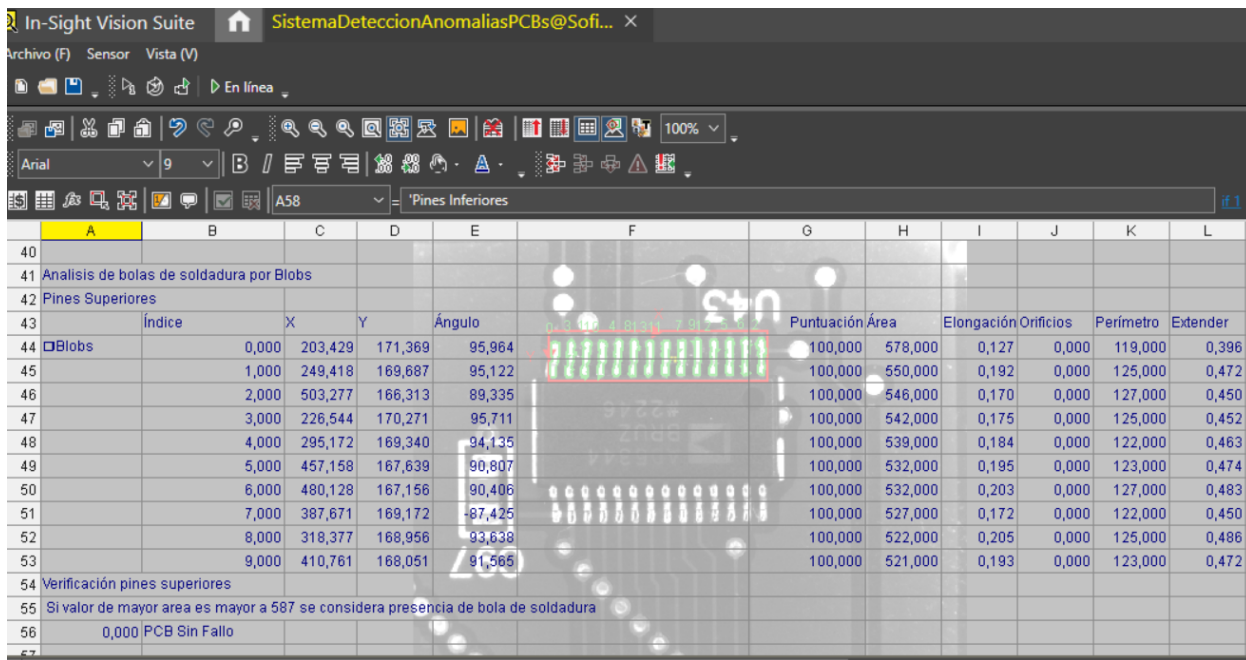 In-Sight Vision Suite SistemaDeteccionAnomaliasPCBs@Sofi... ×
Archivo (F) Sensor Vista (V)
En línea
100%
Arial 9 B I A
A58 = 'Pines Inferiores if 1
A B C D E F G H I J K L
40
41 Analisis de bolas de soldadura por Blobs
42 Pines Superiores
43 Índice X Y Ángulo Puntuación Área Elongación Orificios Perímetro Extender
44 Blobs 0,000 203,429 171,369 95,964 100,000 578,000 0,127 0,000 119,000 0,396
45 1,000 249,418 169,687 95,122 100,000 550,000 0,192 0,000 125,000 0,472
46 2,000 503,277 166,313 89,335 100,000 546,000 0,170 0,000 127,000 0,450
47 3,000 226,544 170,271 95,711 100,000 542,000 0,175 0,000 125,000 0,452
48 4,000 295,172 169,340 94,135 100,000 539,000 0,184 0,000 122,000 0,463
49 5,000 457,158 167,639 90,807 100,000 532,000 0,195 0,000 123,000 0,474
50 6,000 480,128 167,156 90,406 100,000 532,000 0,203 0,000 127,000 0,483
51 7,000 387,671 169,172 -87,425 100,000 527,000 0,172 0,000 122,000 0,450
52 8,000 318,377 168,956 93,638 100,000 522,000 0,205 0,000 125,000 0,486
53 9,000 410,761 168,051 91,565 100,000 521,000 0,193 0,000 123,000 0,472
54 Verificación pines superiores
55 Si valor de mayor area es mayor a 587 se considera presencia de bola de soldadura
56 0,000 PCB Sin Fallo
57
U43